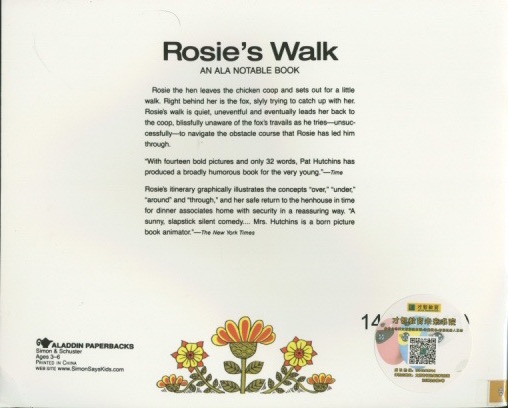 Rosie's Walk
AN ALA NOTABLE BOOK
Rosie the hen leaves the chicken coop and sets out for a little
walk. Right behind her is the fox, slyly trying to catch up with her.
Rosie's walk is quiet, uneventful and eventually leads her back to
the coop, blissfully unaware of the fox's travails as he tries—unsuc-
cessfully—to navigate the obstacle course that Rosie has led him
through.
"With fourteen bold pictures and only 32 words, Pat Hutchins has
produced a broadly humorous book for the very young."—Time
Rosie's itinerary graphically illustrates the concepts "over," "under,"
"around" and "through," and her safe return to the henhouse in time
for dinner associates home with security in a reassuring way. "A
sunny, slapstick silent comedy.... Mrs. Hutchins is a born picture
book animator."—The New York Times
ALADDIN PAPERBACKS
Simon & Schuster
Ages 3–6
PRINTED IN CHINA
WEB SITE www.SimonSaysKids.com
14